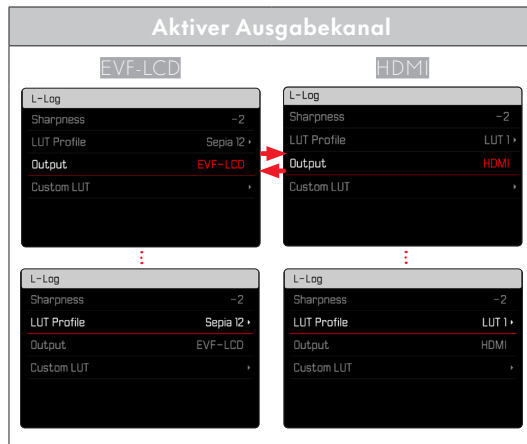 Aktiver Ausgabekanal
EVF-LCD
L-Log
Sharpness -2
LUT Profile Sepia 12
Output EVF-LCD
Custom LUT
HDMI
L-Log
Sharpness -2
LUT Profile LUT 1
Output HDMI
Custom LUT
L-Log
Sharpness -2
LUT Profile Sepia 12
Output EVF-LCD
Custom LUT
L-Log
Sharpness -2
LUT Profile LUT 1
Output HDMI
Custom LUT